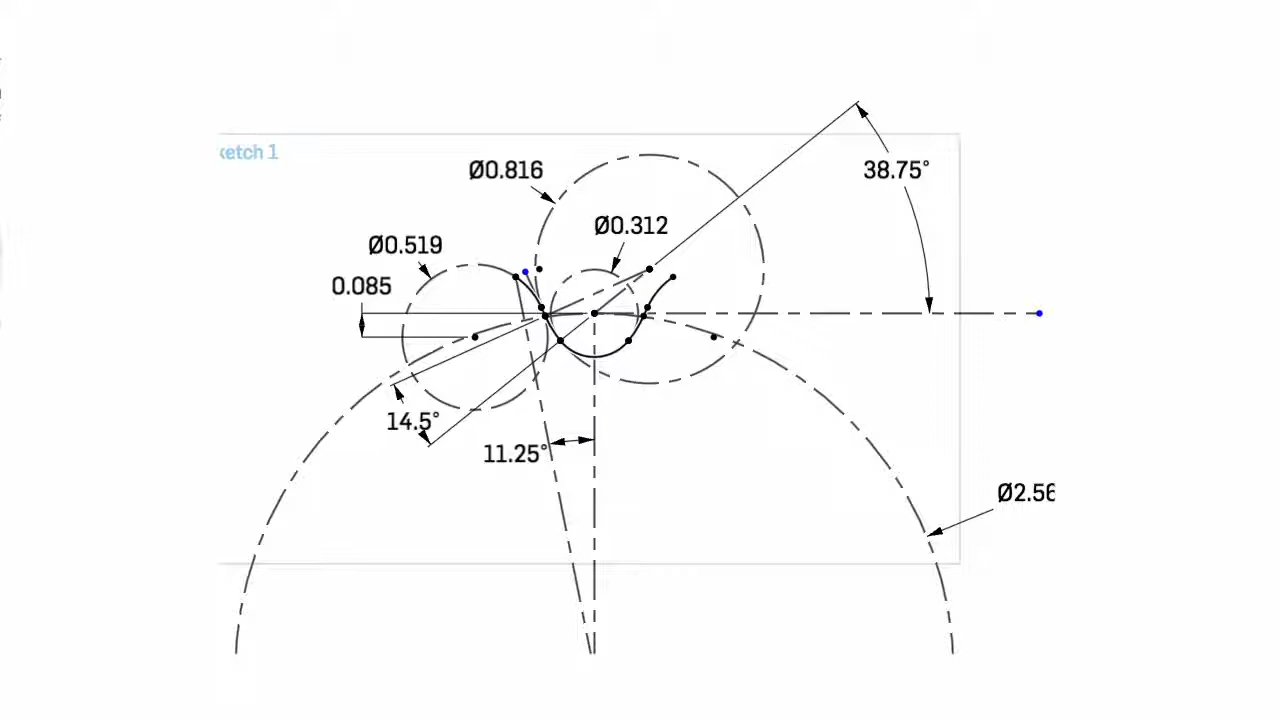 ketch 1
Ø0.816
38.75°
Ø0.312
Ø0.519
0.085
14.5°
11.25°
Ø2.56